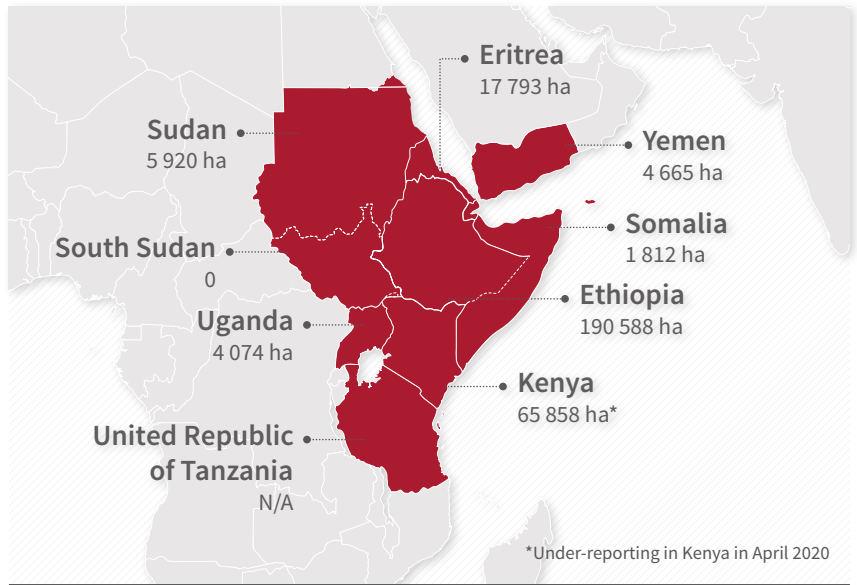 Eritrea
17 793 ha
Sudan
5 920 ha
Yemen
4 665 ha
Somalia
1 812 ha
South Sudan
0
Ethiopia
190 588 ha
Uganda
4 074 ha
Kenya
65 858 ha*
United Republic
of Tanzania
N/A
*Under-reporting in Kenya in April 2020